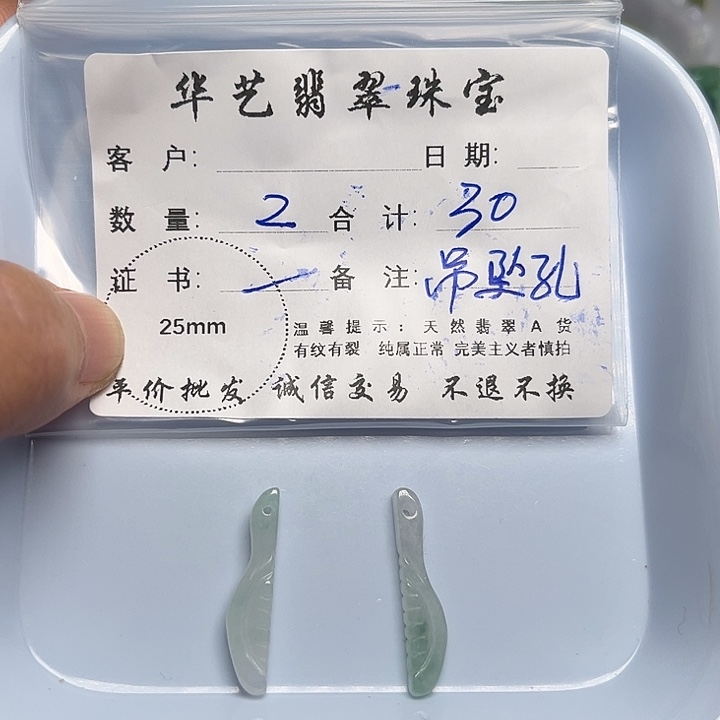 华艺翡翠珠宝
客户: 日期:
数量: 2 合计: 30
证书: 备注: 吊坠孔
25mm
温馨提示: 天然翡翠A货
有纹有裂 纯属正常 完美主义者慎拍
平价批发 诚信交易 不退不换